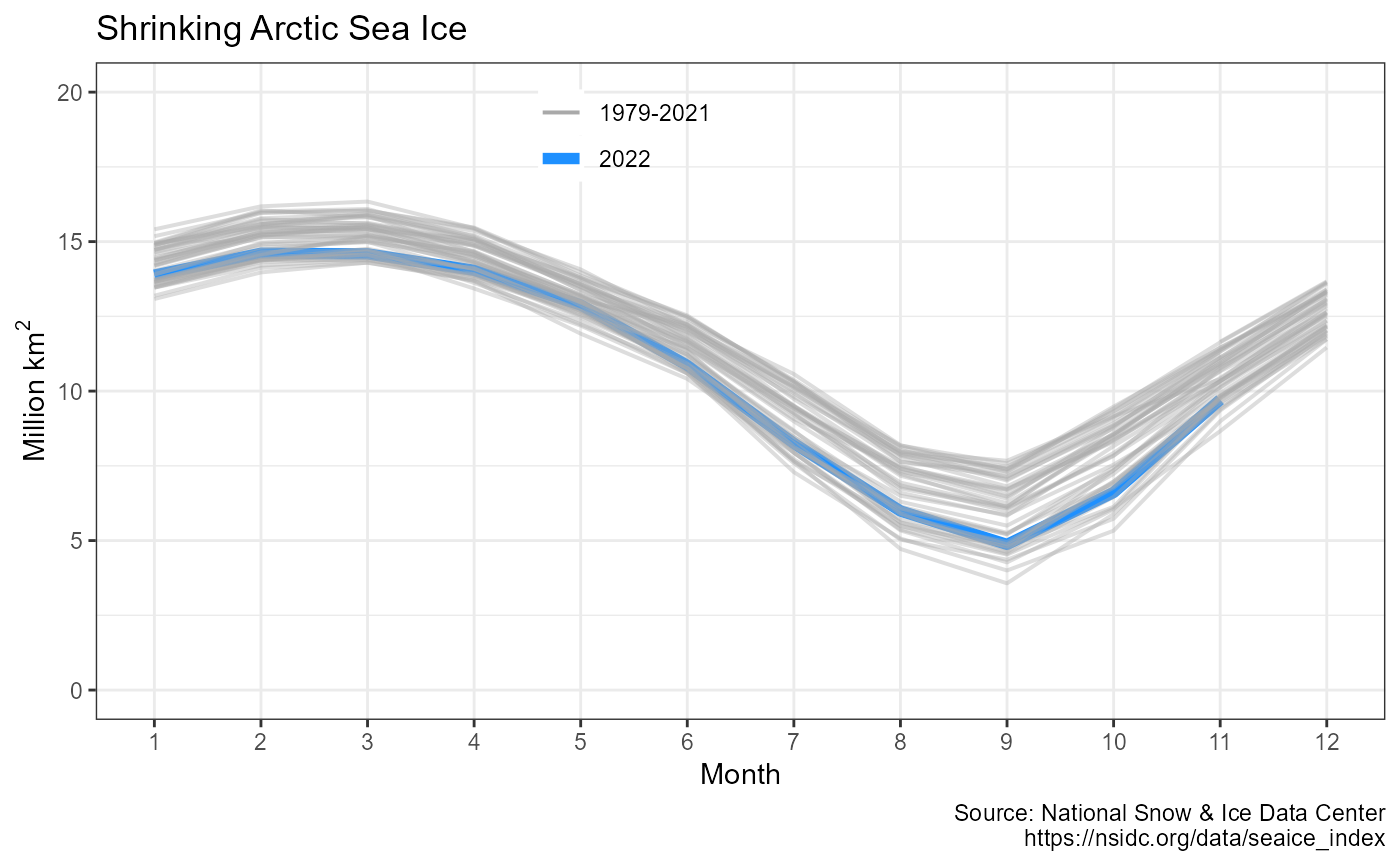 Shrinking Arctic Sea Ice
20
15
10
5
0
Million km²
1979-2021
2022
1 2 3 4 5 6 7 8 9 10 11 12
Month
Source: National Snow & Ice Data Center
https://nsidc.org/data/seaice_index